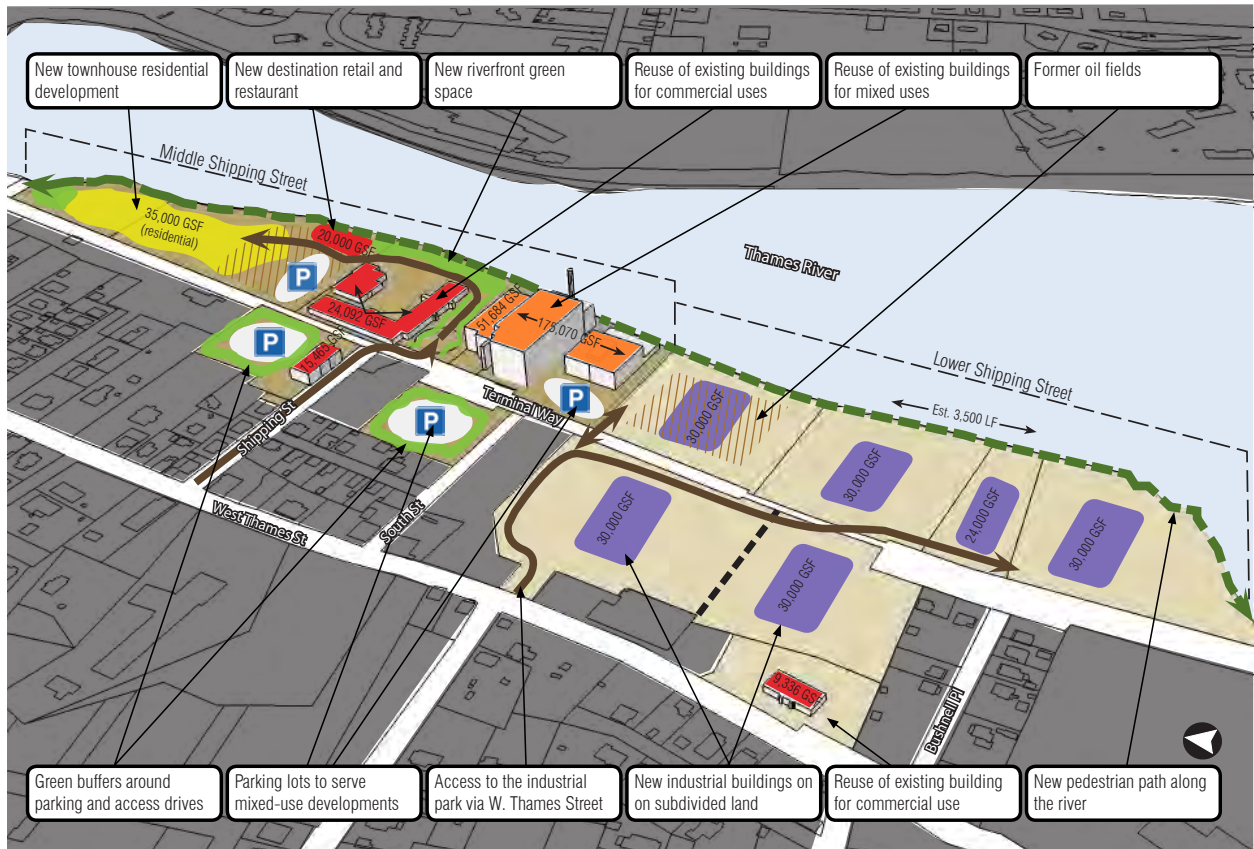 New townhouse residential
development
New destination retail and
restaurant
New riverfront green
space
Reuse of existing buildings
for commercial uses
Reuse of existing buildings
for mixed uses
Former oil fields
Middle Shipping Street
35,000 GSF
(residential)
20,000 GSF
Thames River
P
24,092 GSF
51,684 GSF
175,070 GSF
P
15,465 GSF
Lower Shipping Street
Est. 3,500 LF
Terminal Way
P
P
30,000 GSF
Shipping St
30,000 GSF
24,000 GSF
30,000 GSF
West Thames St
South St
30,000 GSF
30,000 GSF
9,336 GS
Bushnell Pl
Green buffers around
parking and access drives
Parking lots to serve
mixed-use developments
Access to the industrial
park via W. Thames Street
New industrial buildings on
on subdivided land
Reuse of existing building
for commercial use
New pedestrian path along
the river